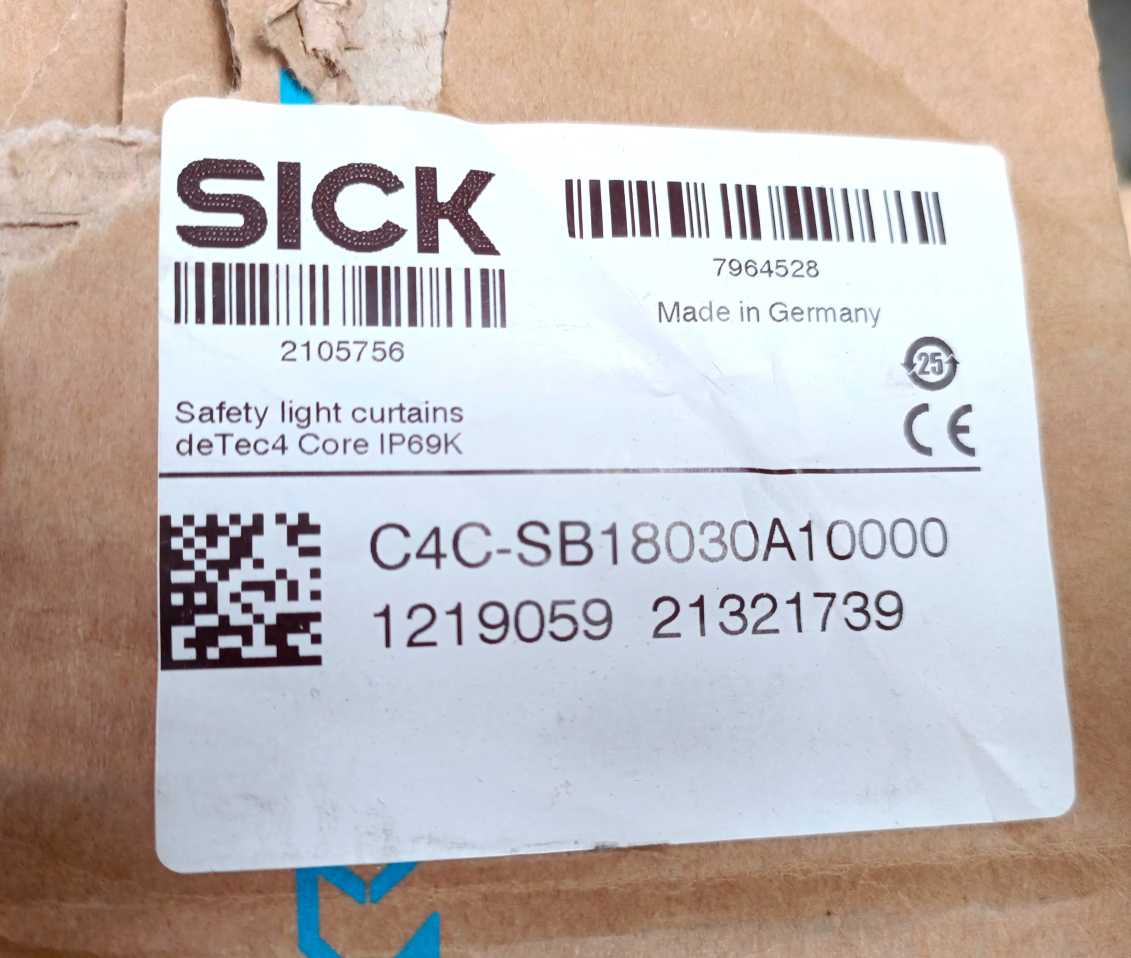 SICK
7964528
Made in Germany
2105756
25
Safety light curtains
deTec4 Core IP69K
CE
C4C-SB18030A10000
1219059 21321739